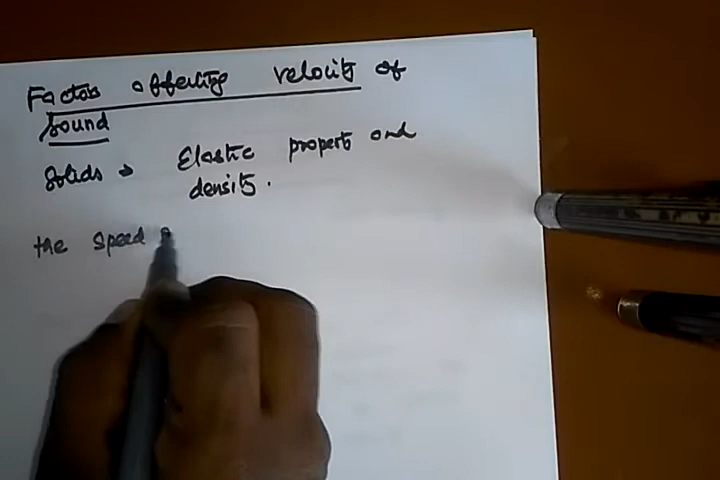 Factors affecting velocity of
sound
Solids → Elastic property and
density.
the speed